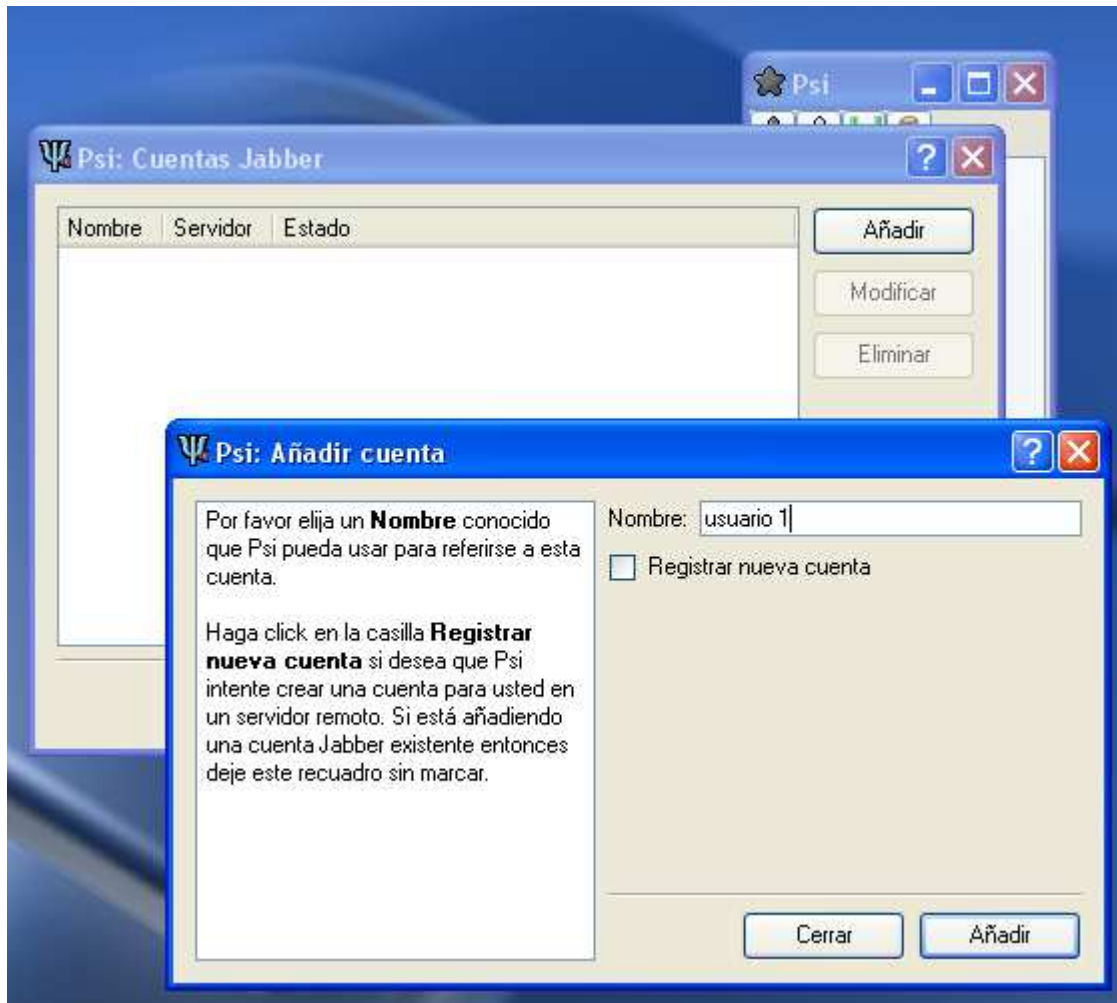 Psi
Psi: Cuentas Jabber
Nombre Servidor Estado
Añadir
Modificar
Eliminar
Psi: Añadir cuenta
Por favor elija un Nombre conocido
que Psi pueda usar para referirse a esta
cuenta.
Haga click en la casilla Registrar
nueva cuenta si desea que Psi
intente crear una cuenta para usted en
un servidor remoto. Si está añadiendo
una cuenta Jabber existente entonces
deje este recuadro sin marcar.
Nombre: usuario 1
Registrar nueva cuenta
Cerrar Añadir